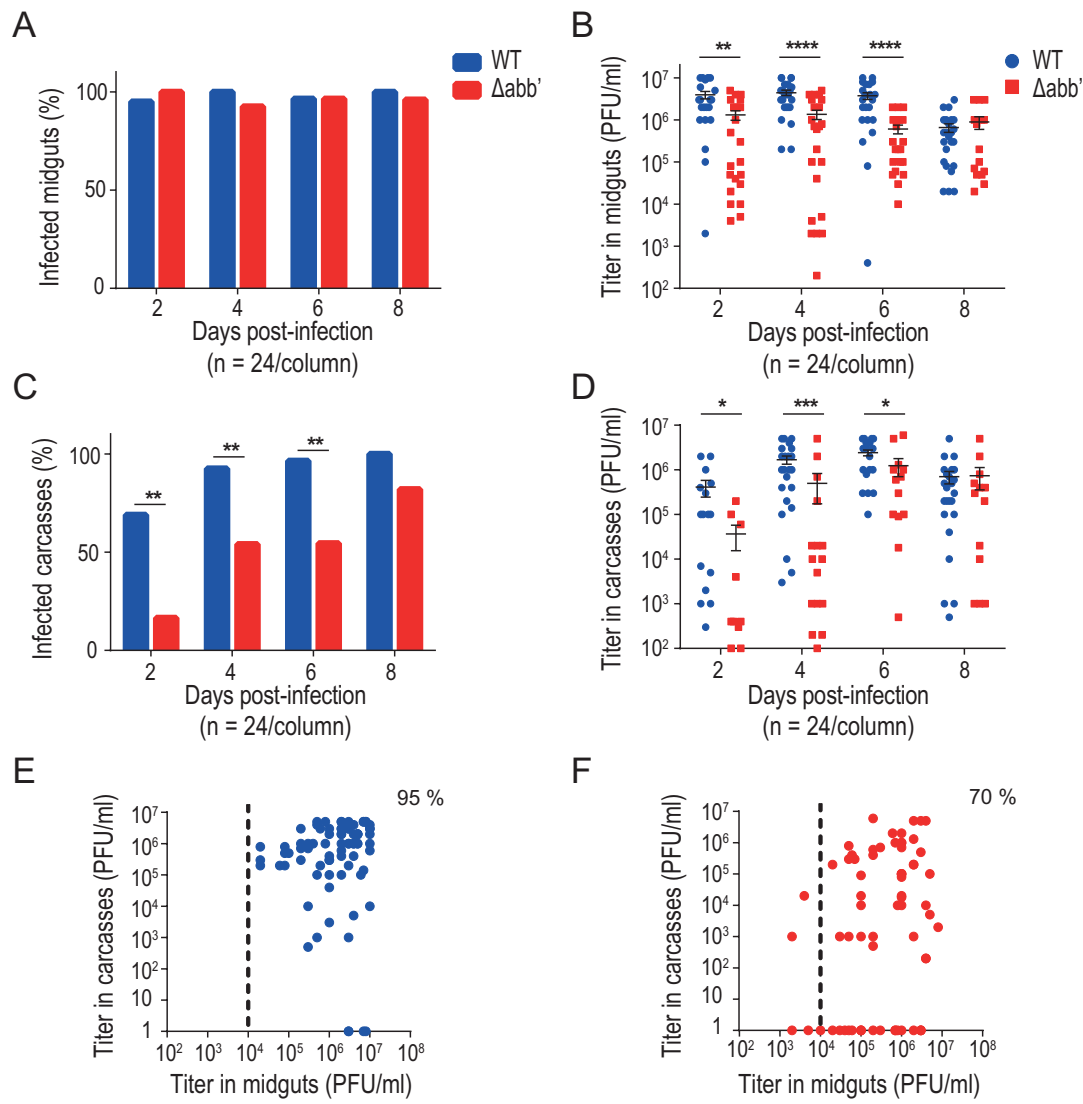 A
WT
Δabb’
Infected midguts (%)
100
50
0
2 4 6 8
Days post-infection
(n = 24/column)
B
WT
Δabb’
** **** ****
Titer in midguts (PFU/ml)
10⁷
10⁶
10⁵
10⁴
10³
10²
2 4 6 8
Days post-infection
(n = 24/column)
C
Infected carcasses (%)
** ** **
100
50
0
2 4 6 8
Days post-infection
(n = 24/column)
D
* *** *
Titer in carcasses (PFU/ml)
10⁷
10⁶
10⁵
10⁴
10³
10²
2 4 6 8
Days post-infection
(n = 24/column)
E
95 %
Titer in carcasses (PFU/ml)
10⁷
10⁶
10⁵
10⁴
10³
10²
10
1
10² 10³ 10⁴ 10⁵ 10⁶ 10⁷ 10⁸
Titer in midguts (PFU/ml)
F
70 %
Titer in carcasses (PFU/ml)
10⁷
10⁶
10⁵
10⁴
10³
10²
10
1
10² 10³ 10⁴ 10⁵ 10⁶ 10⁷ 10⁸
Titer in midguts (PFU/ml)